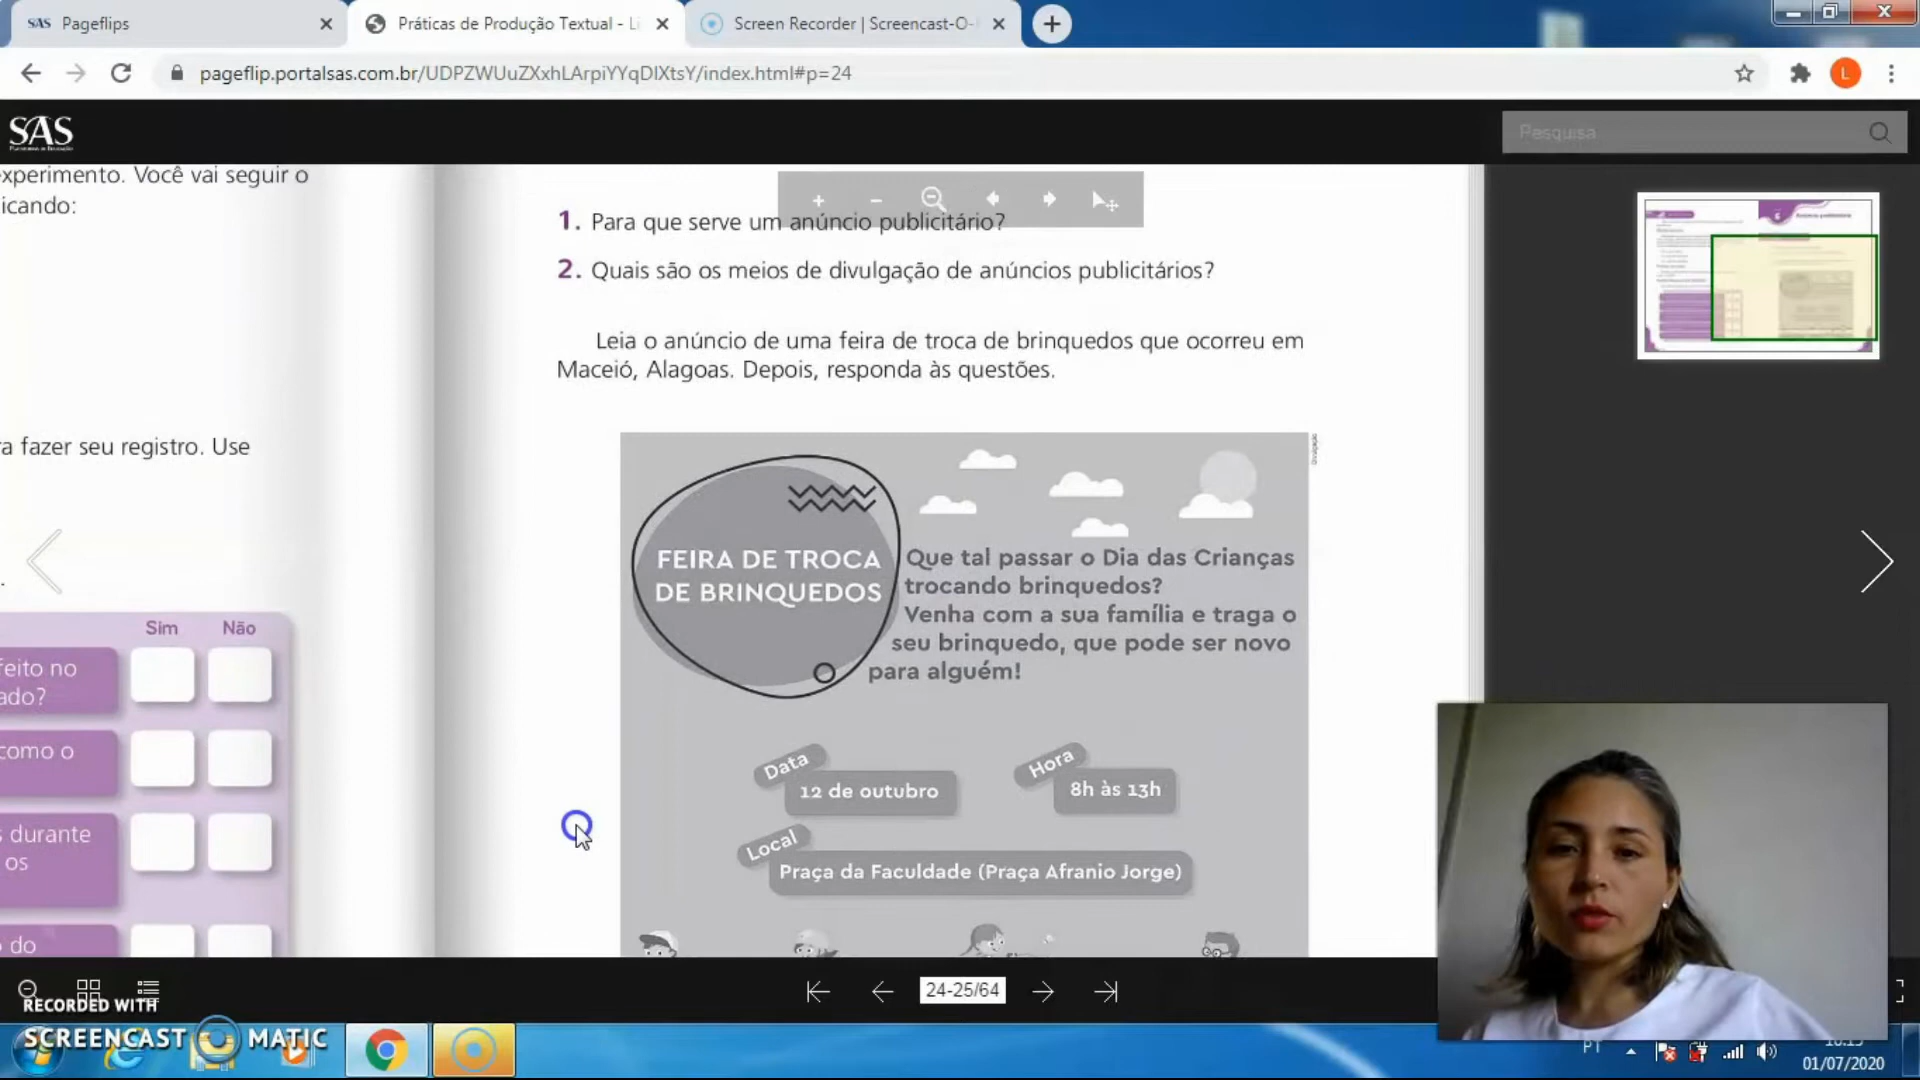 SAS Pageflips
Práticas de Produção Textual - Li
Screen Recorder | Screencast-O-
pageflip.portalsas.com.br/UDPZWUuZXxhLArpiYYqDIXtsY/index.html#p=24
L
SAS
Pesquisa
xperimento. Você vai seguir o
icando:
a fazer seu registro. Use
Sim Não
feito no
ado?
como o
s durante
os
do
1. Para que serve um anúncio publicitário?
2. Quais são os meios de divulgação de anúncios publicitários?
Leia o anúncio de uma feira de troca de brinquedos que ocorreu em
Maceió, Alagoas. Depois, responda às questões.
FEIRA DE TROCA
DE BRINQUEDOS
Que tal passar o Dia das Crianças
trocando brinquedos?
Venha com a sua família e traga o
seu brinquedo, que pode ser novo
para alguém!
Data
12 de outubro
Hora
8h às 13h
Local
Praça da Faculdade (Praça Afranio Jorge)
24-25/64
RECORDED WITH
SCREENCAST MATIC
PT
01/07/2020